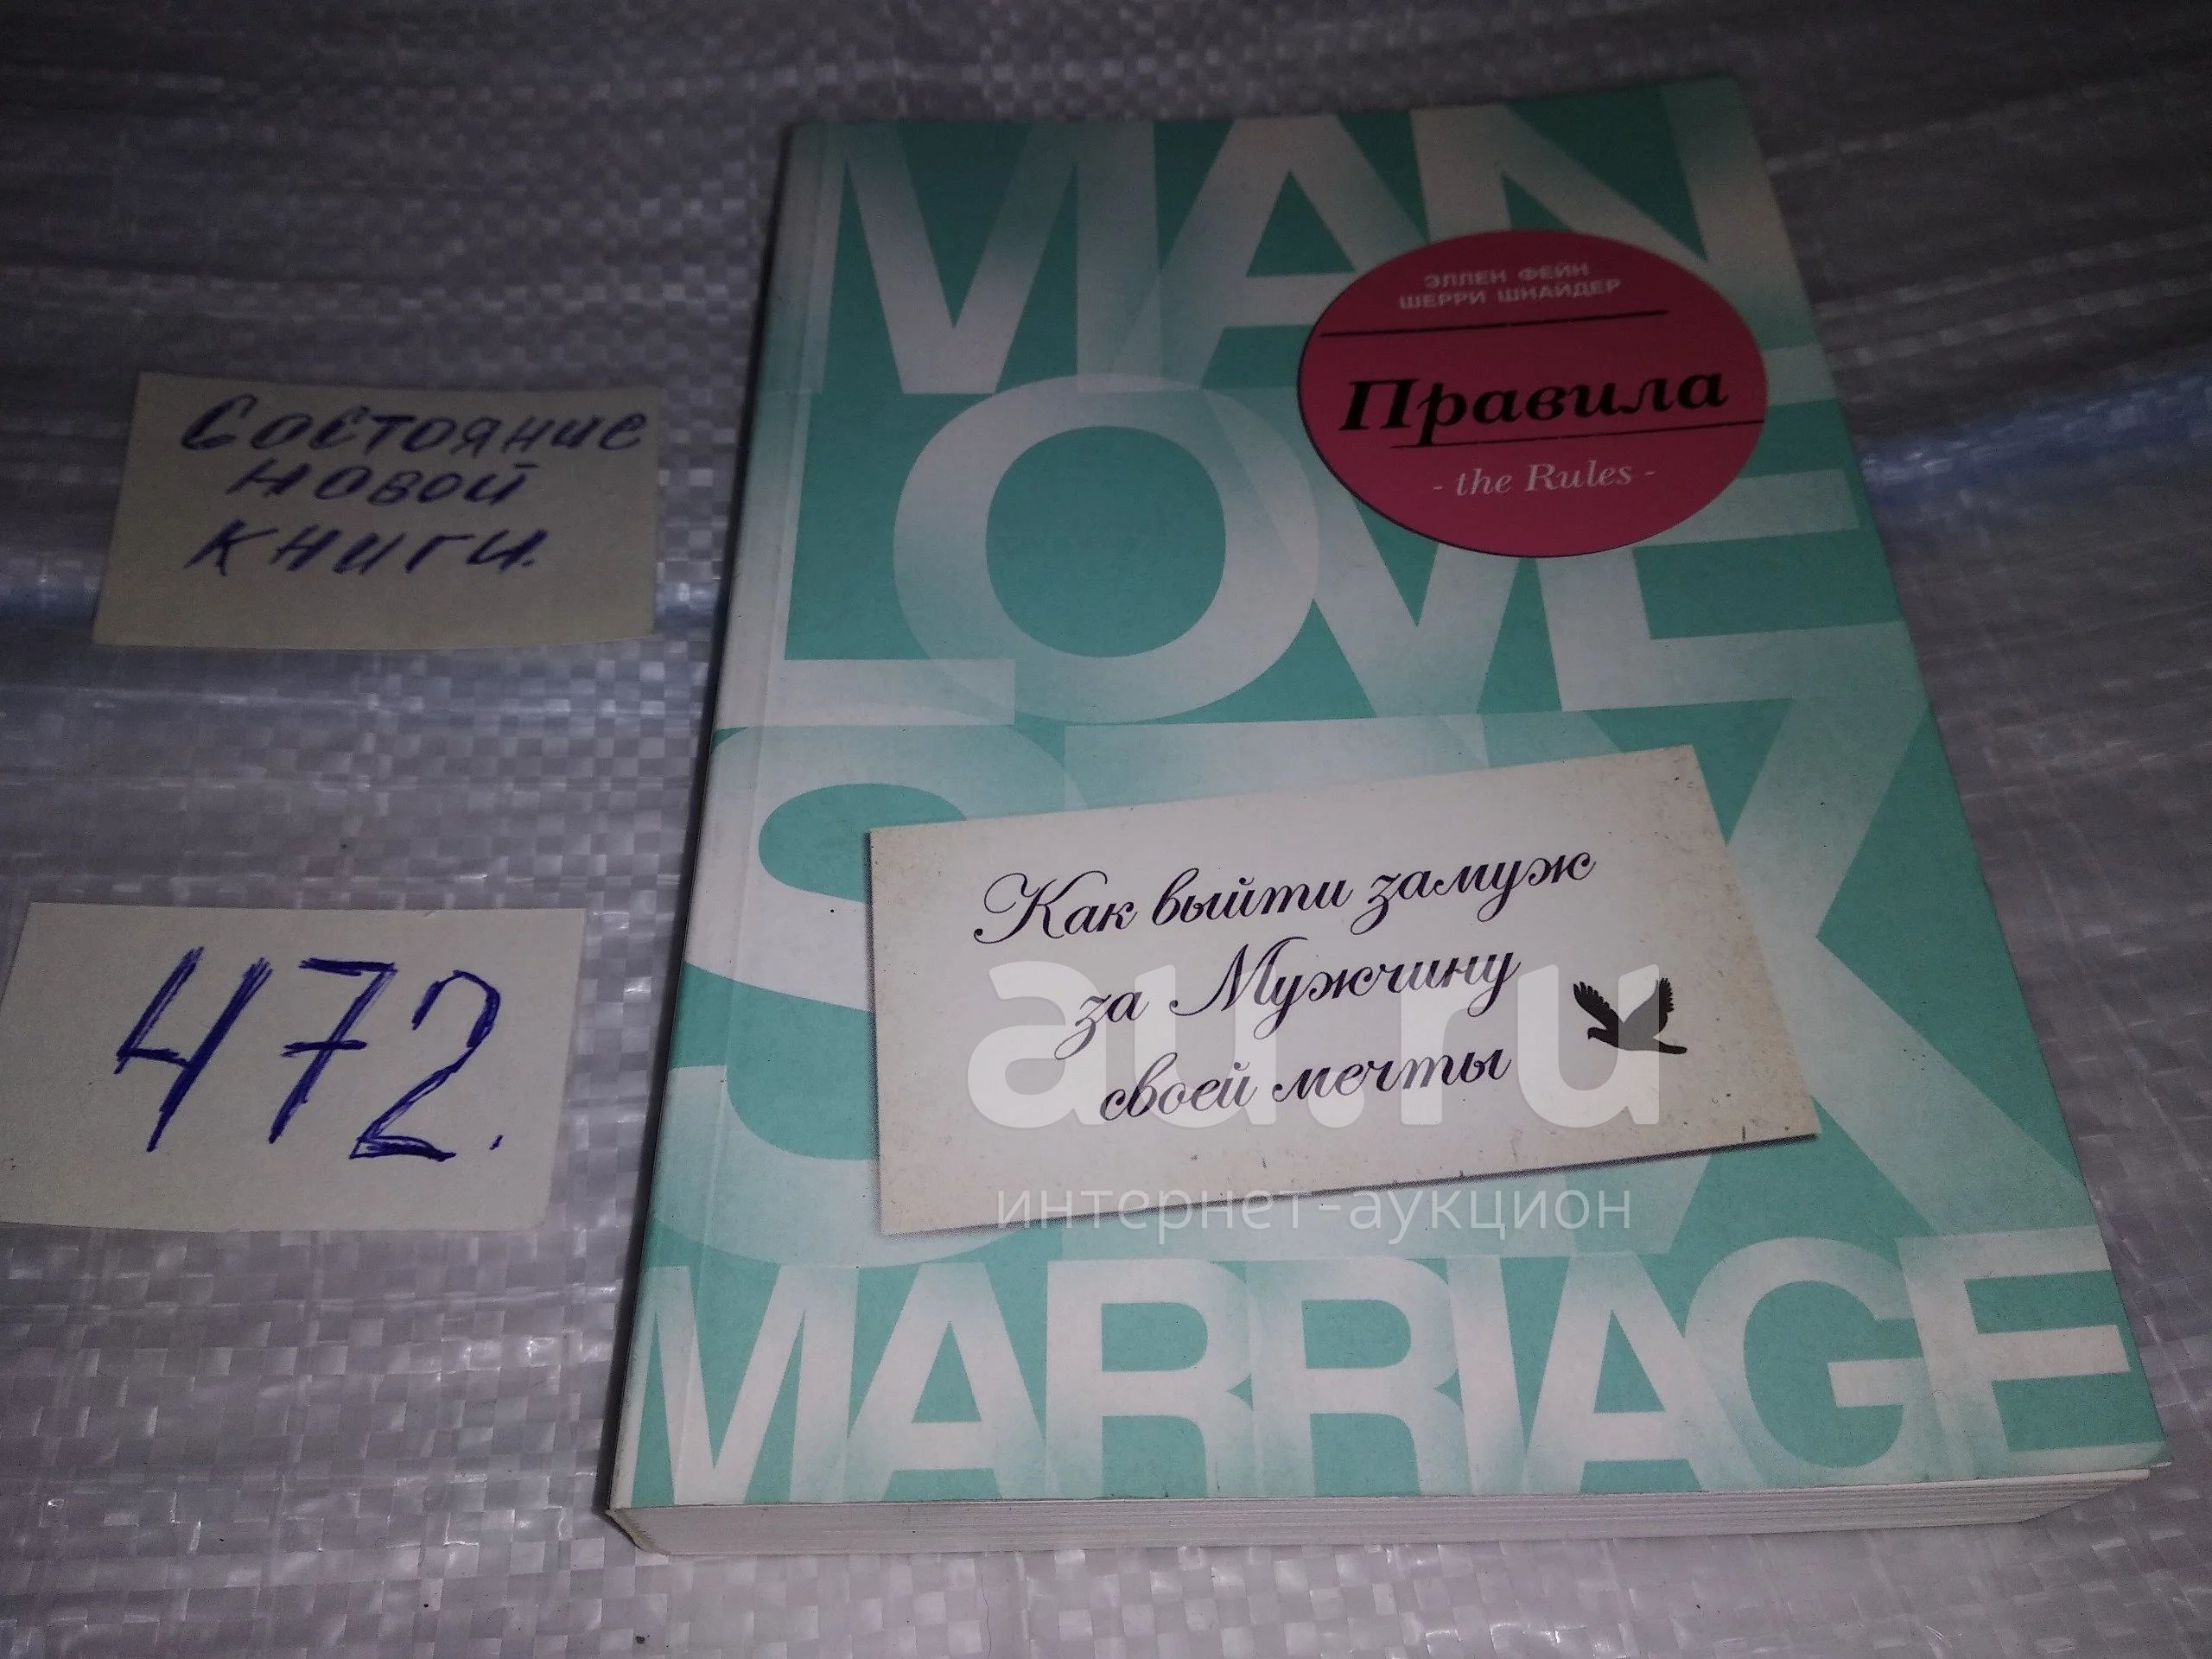 Состояние
новой
книги.
472.
MAN
LOVE
SEX
MARRIAGE
ЭЛЛЕН ФЕЙН
ШЕРРИ ШНАЙДЕР
Правила
- the Rules -
Как выйти замуж
за Мужчину
своей мечты
au.ru
интернет-аукцион